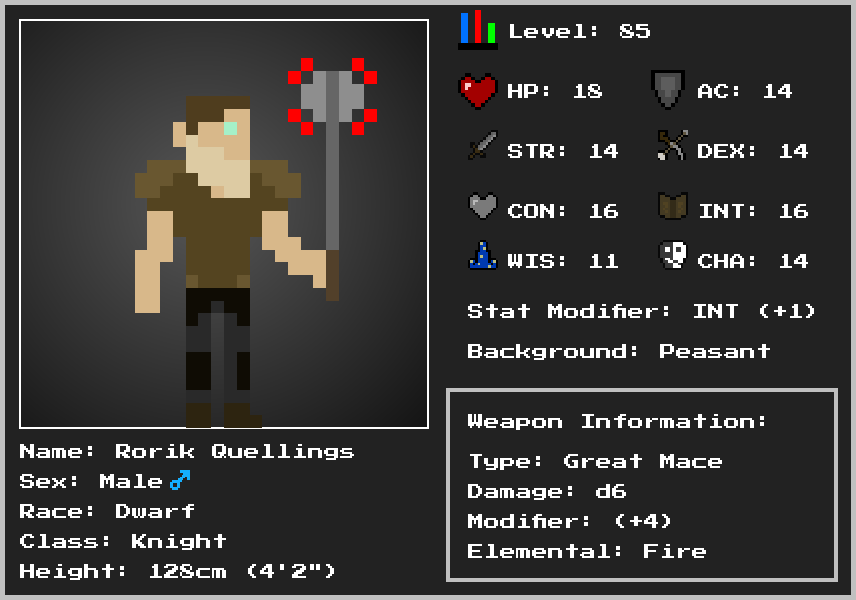 Level: 85
HP: 18 AC: 14
STR: 14 DEX: 14
CON: 16 INT: 16
WIS: 11 CHA: 14
Stat Modifier: INT (+1)
Background: Peasant
Weapon Information:
Type: Great Mace
Damage: d6
Modifier: (+4)
Elemental: Fire
Name: Rorik Quellings
Sex: Male ♂
Race: Dwarf
Class: Knight
Height: 128cm (4'2")